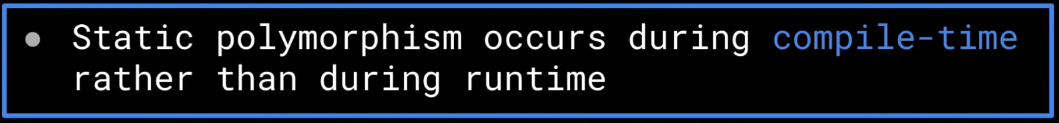 ● Static polymorphism occurs during compile-time
rather than during runtime